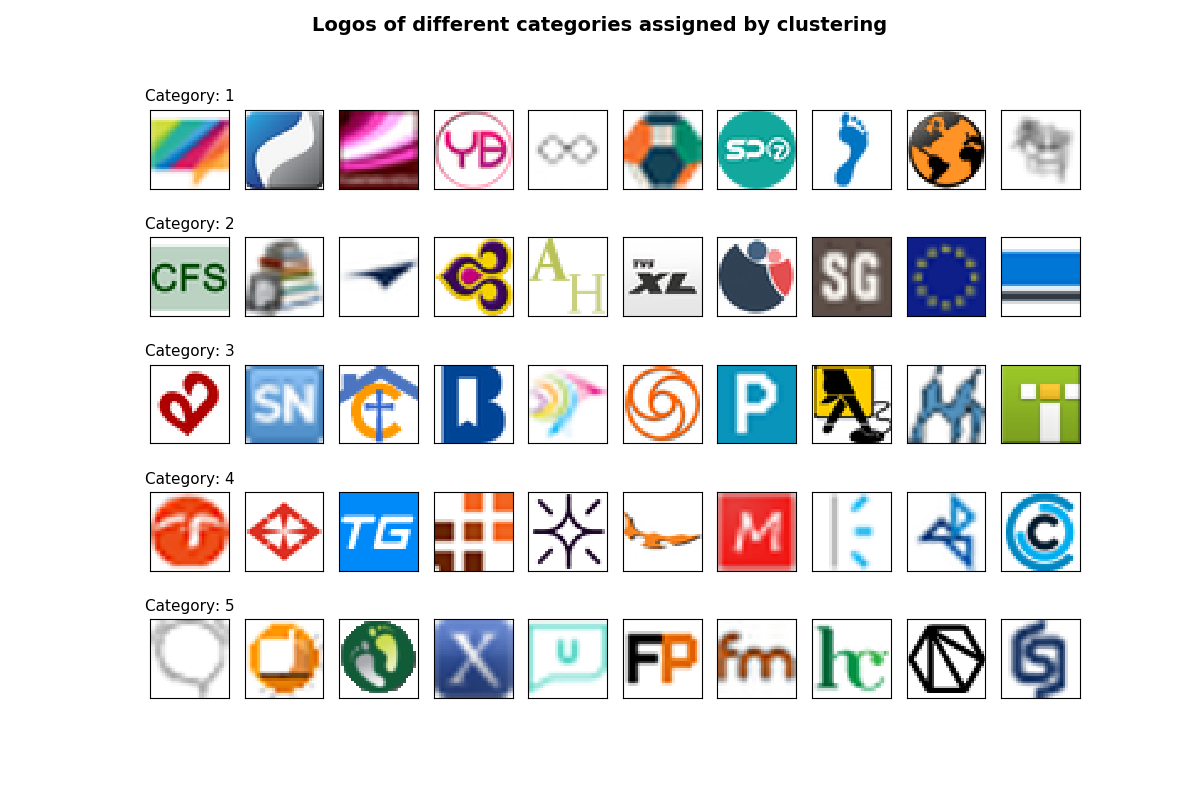 Logos of different categories assigned by clustering
Category: 1
YB
SP7
Category: 2
CFS
AH
XL
SG
Category: 3
SN
C
B
P
Category: 4
TG
M
C
Category: 5
X
U
FP
fm
hc